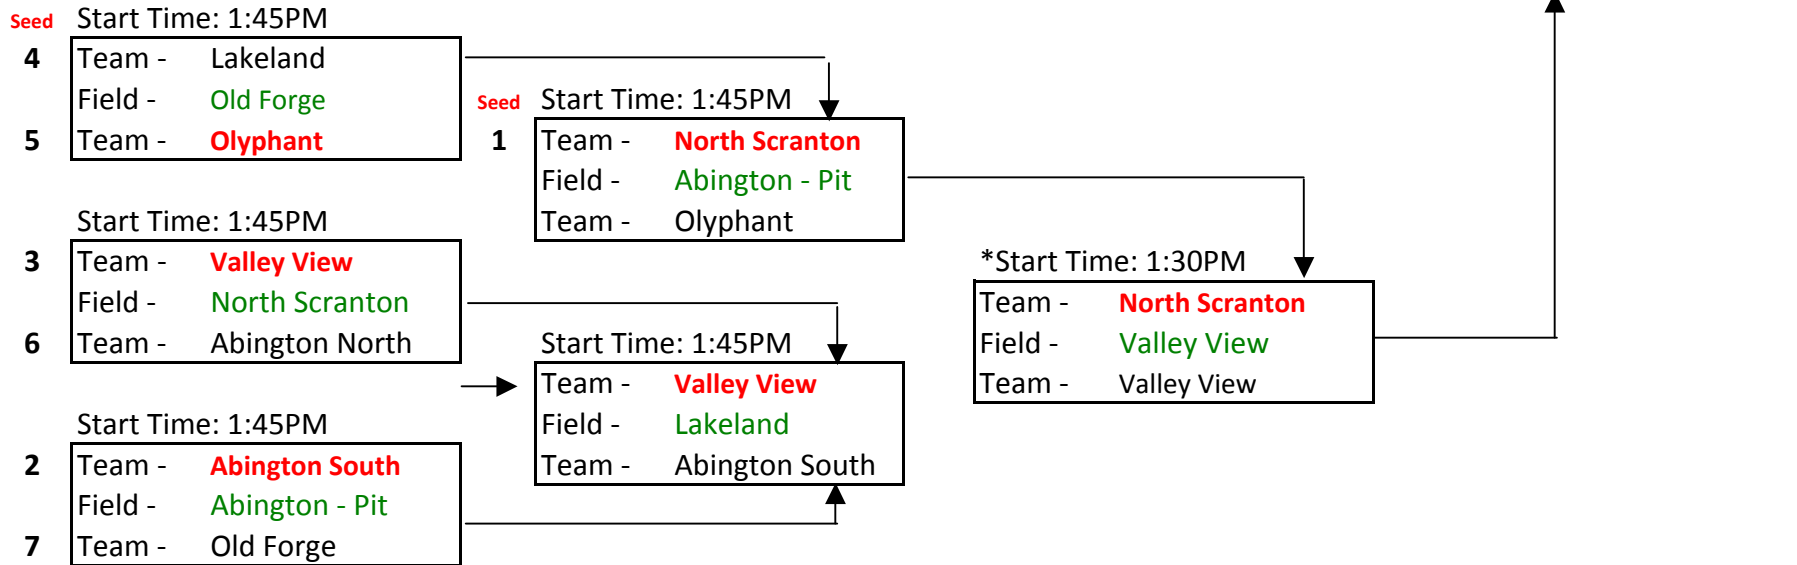 Seed Start Time: 1:45PM
4 Team - Lakeland
Field - Old Forge
5 Team - Olyphant
Start Time: 1:45PM
3 Team - Valley View
Field - North Scranton
6 Team - Abington North
Start Time: 1:45PM
2 Team - Abington South
Field - Abington - Pit
7 Team - Old Forge
Seed Start Time: 1:45PM
1 Team - North Scranton
Field - Abington - Pit
Team - Olyphant
Start Time: 1:45PM
Team - Valley View
Field - Lakeland
Team - Abington South
*Start Time: 1:30PM
Team - North Scranton
Field - Valley View
Team - Valley View